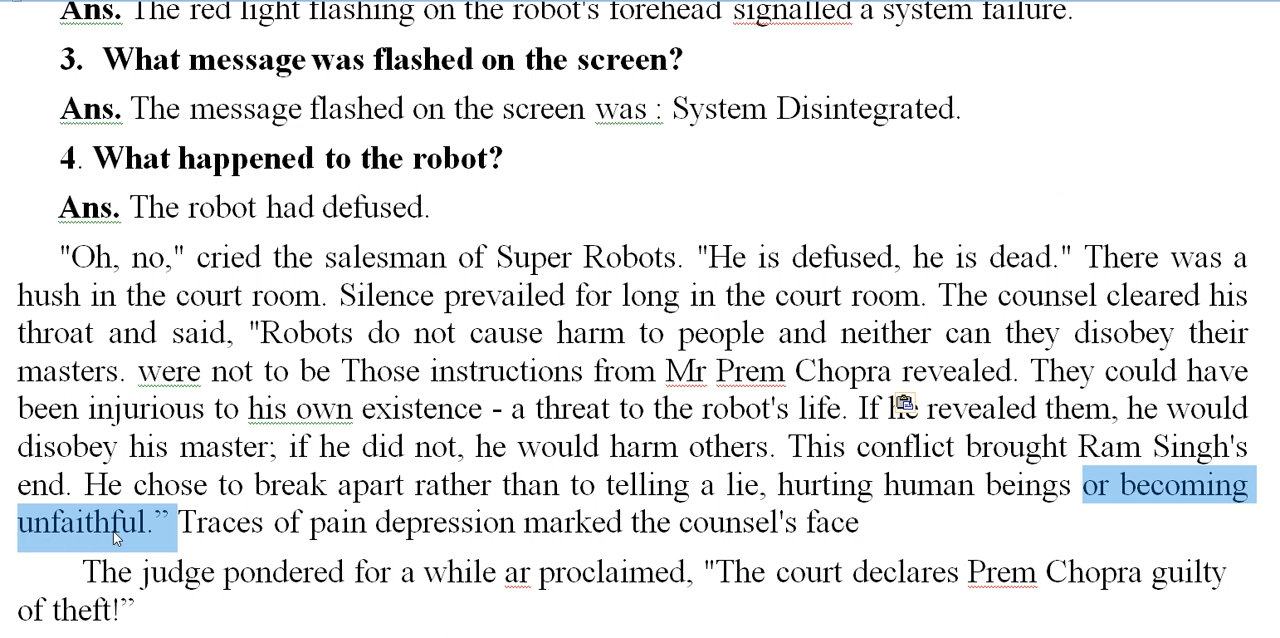 Ans. The red light flashing on the robot's forehead signalled a system failure.
3. What message was flashed on the screen?
Ans. The message flashed on the screen was : System Disintegrated.
4. What happened to the robot?
Ans. The robot had defused.
"Oh, no," cried the salesman of Super Robots. "He is defused, he is dead." There was a
hush in the court room. Silence prevailed for long in the court room. The counsel cleared his
throat and said, "Robots do not cause harm to people and neither can they disobey their
masters. were not to be Those instructions from Mr Prem Chopra revealed. They could have
been injurious to his own existence - a threat to the robot's life. If he revealed them, he would
disobey his master; if he did not, he would harm others. This conflict brought Ram Singh's
end. He chose to break apart rather than to telling a lie, hurting human beings or becoming
unfaithful.” Traces of pain depression marked the counsel's face
The judge pondered for a while ar proclaimed, "The court declares Prem Chopra guilty
of theft!”